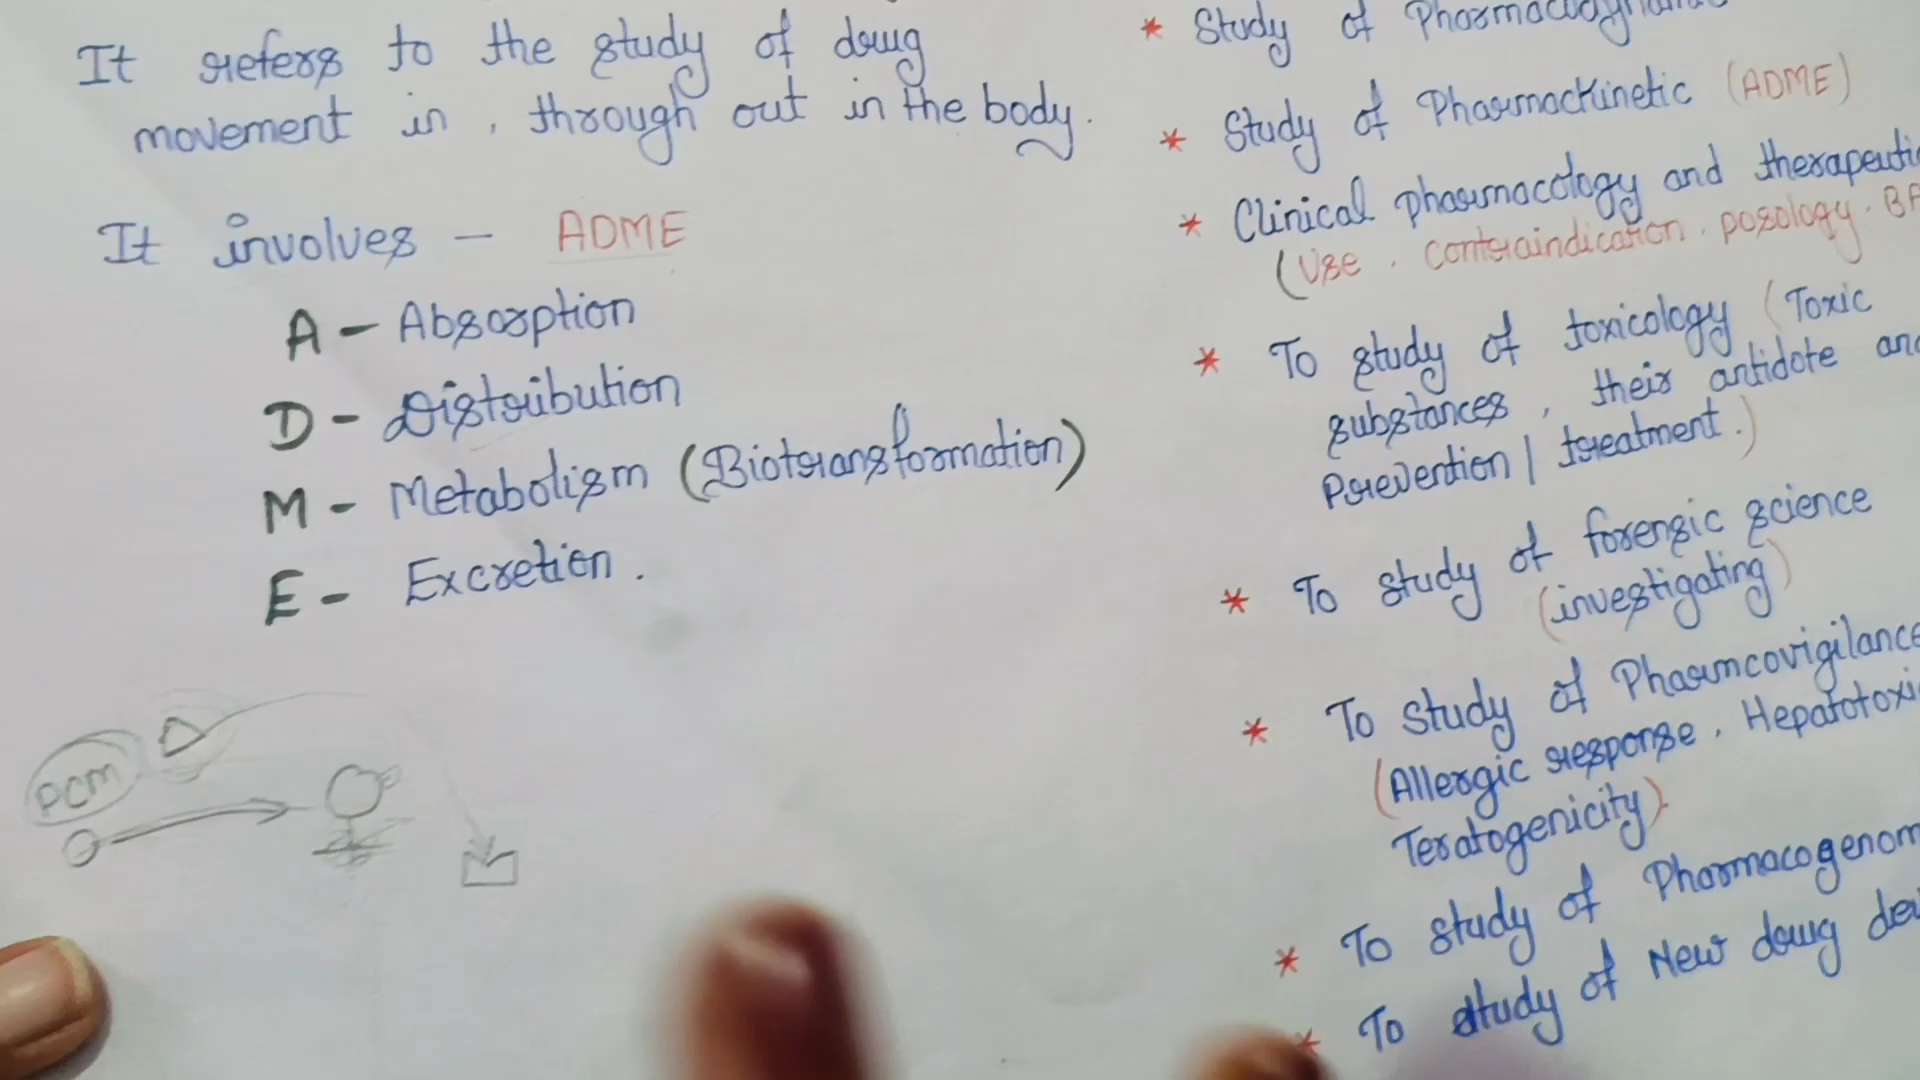 It refers to the study of drug
movement in , through out in the body.
It involves - ADME
A - Absorption
D - Distribution
M - Metabolism (Biotransformation)
E - Excretion.
PCM
* Study of
* Study of Pharmackinetic (ADME)
* Clinical pharmacology and
(Use , contraindication . posology .
* To study of toxicology (Toxic
substances , their antidote
Prevention | treatment.)
* To study of forensic science
(investigating)
* To study of Pharmcovigilance
(Allergic response ,
Teratogenicity)
* To study of
* To study of New drug